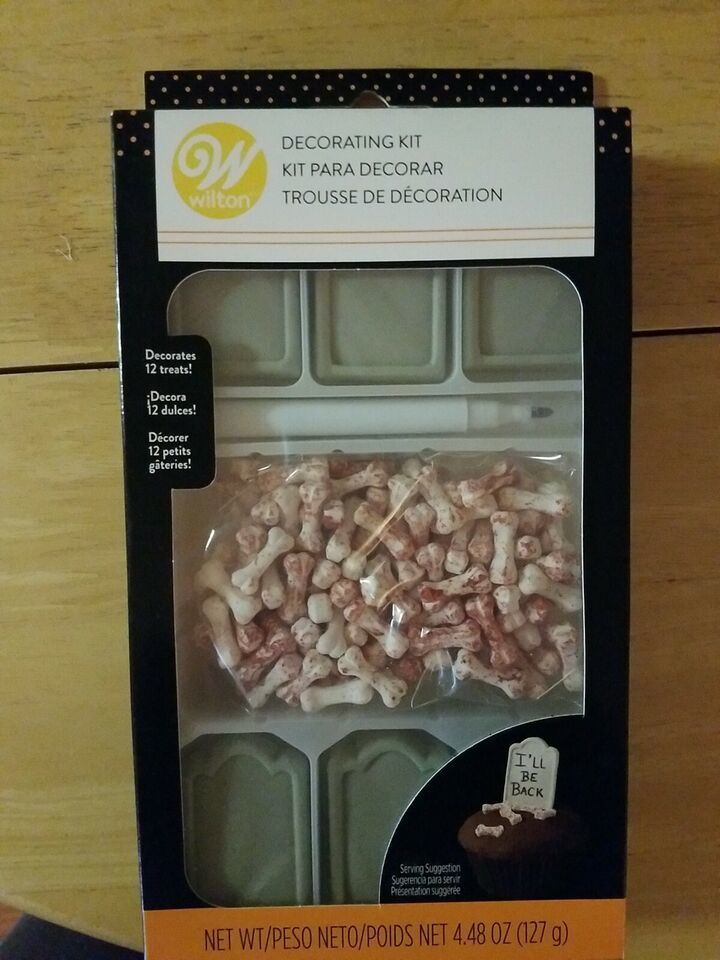 W
wilton
DECORATING KIT
KIT PARA DECORAR
TROUSSE DE DÉCORATION
Decorates
12 treats!
¡Decora
12 dulces!
Décorer
12 petits
gâteries!
I'LL
BE
BACK
Serving Suggestion
Sugerencia para servir
Présentation suggérée
NET WT/PESO NETO/POIDS NET 4.48 OZ (127 g)